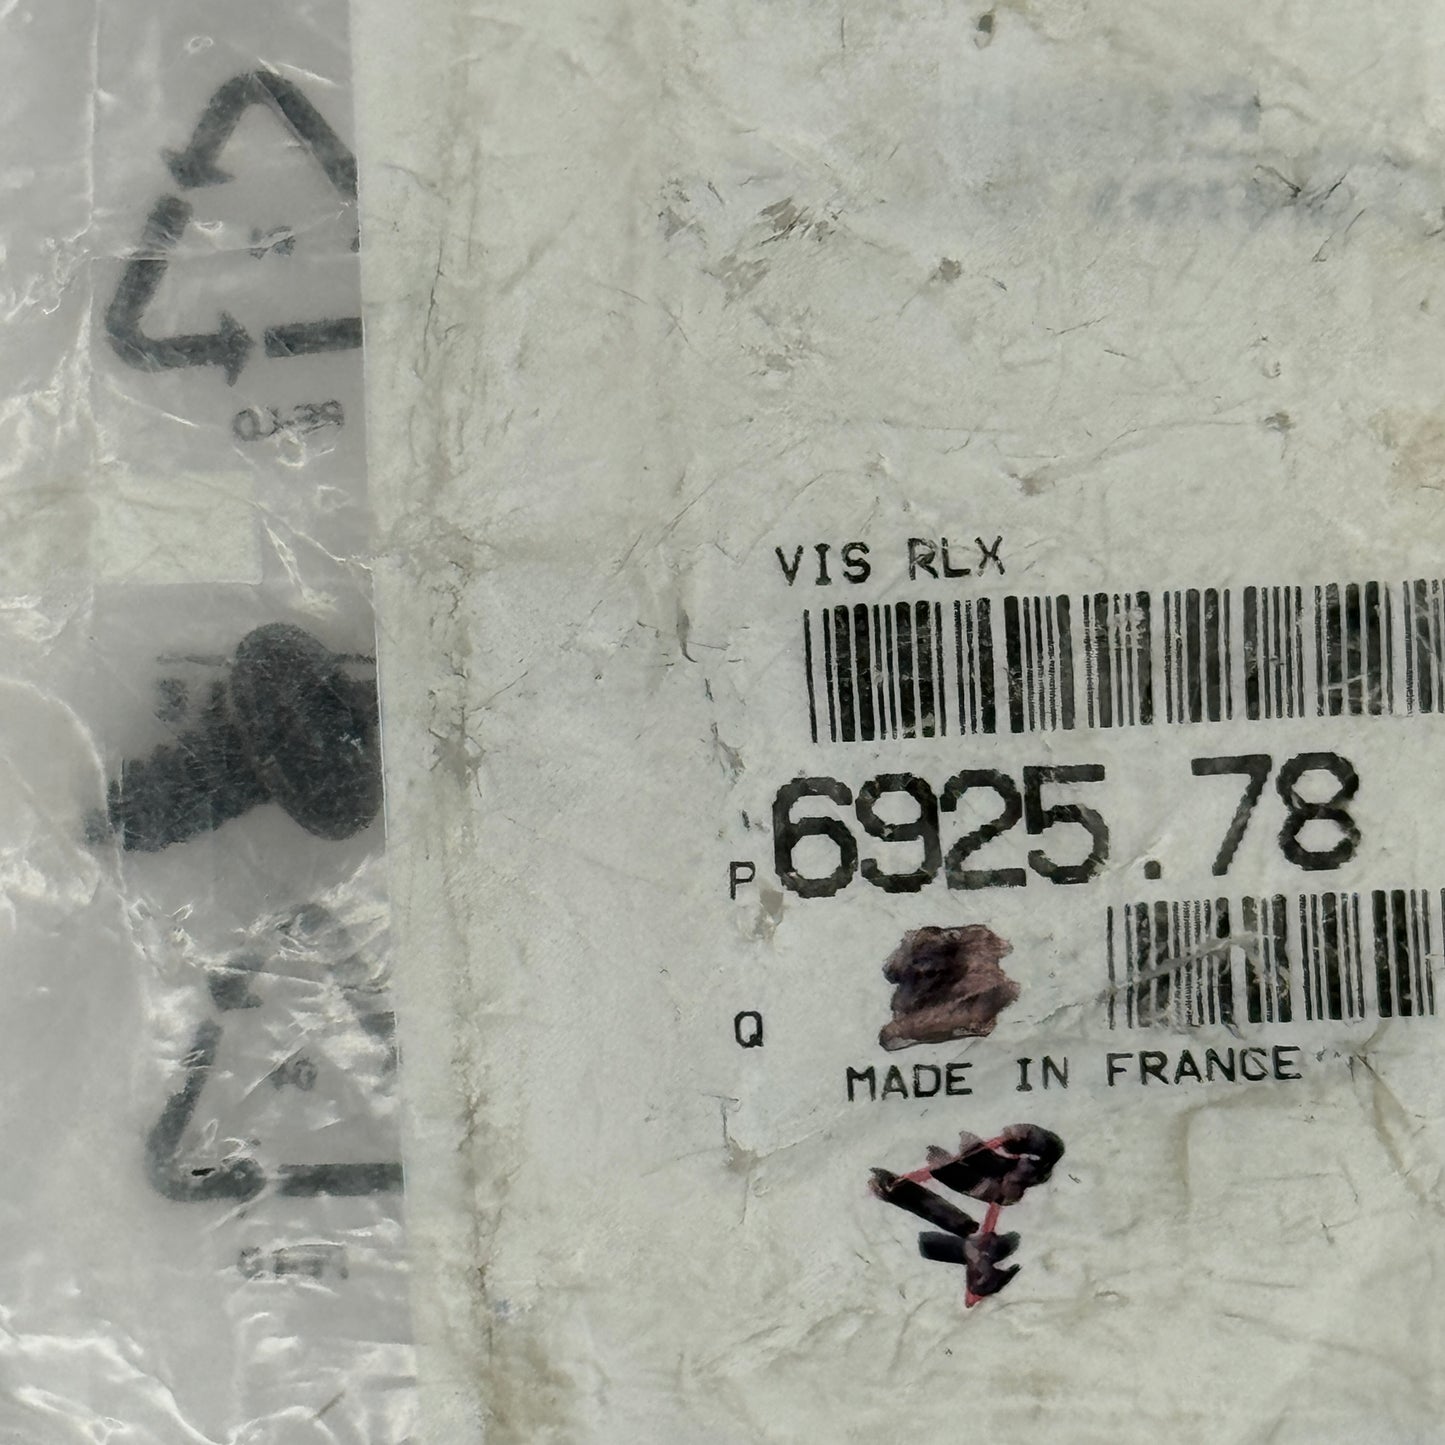 VIS RLX
P 6925.78
Q
MADE IN FRANCE